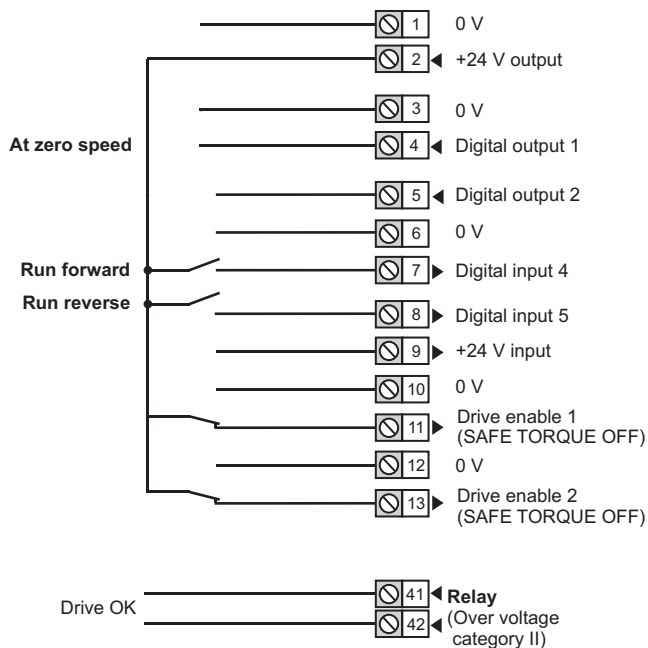 1 0 V
2 +24 V output
3 0 V
At zero speed 4 Digital output 1
5 Digital output 2
6 0 V
Run forward 7 Digital input 4
Run reverse
8 Digital input 5
9 +24 V input
10 0 V
11 Drive enable 1
(SAFE TORQUE OFF)
12 0 V
13 Drive enable 2
(SAFE TORQUE OFF)
Drive OK
41 Relay
42 (Over voltage
category II)